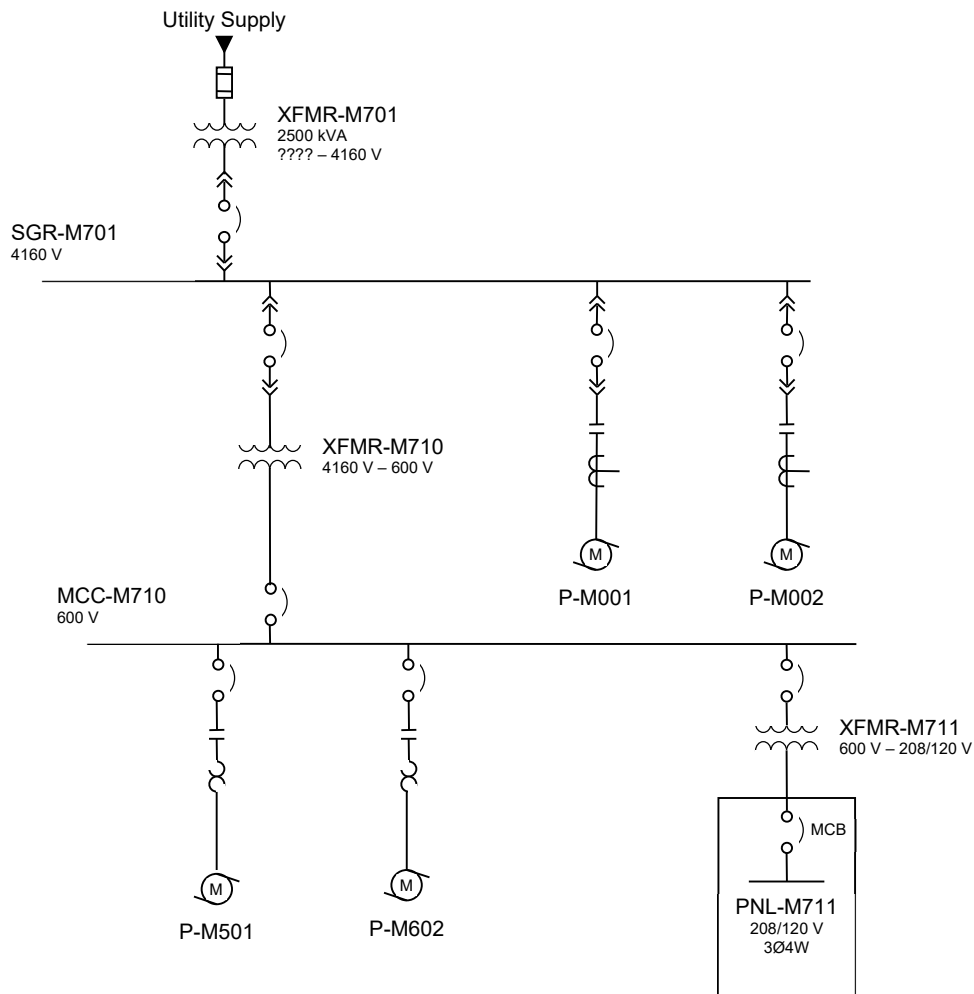 Utility Supply
XFMR-M701
2500 kVA
???? – 4160 V
SGR-M701
4160 V
XFMR-M710
4160 V – 600 V
M
M
P-M001
P-M002
MCC-M710
600 V
XFMR-M711
600 V – 208/120 V
MCB
M
M
P-M501
P-M602
PNL-M711
208/120 V
3Ø4W